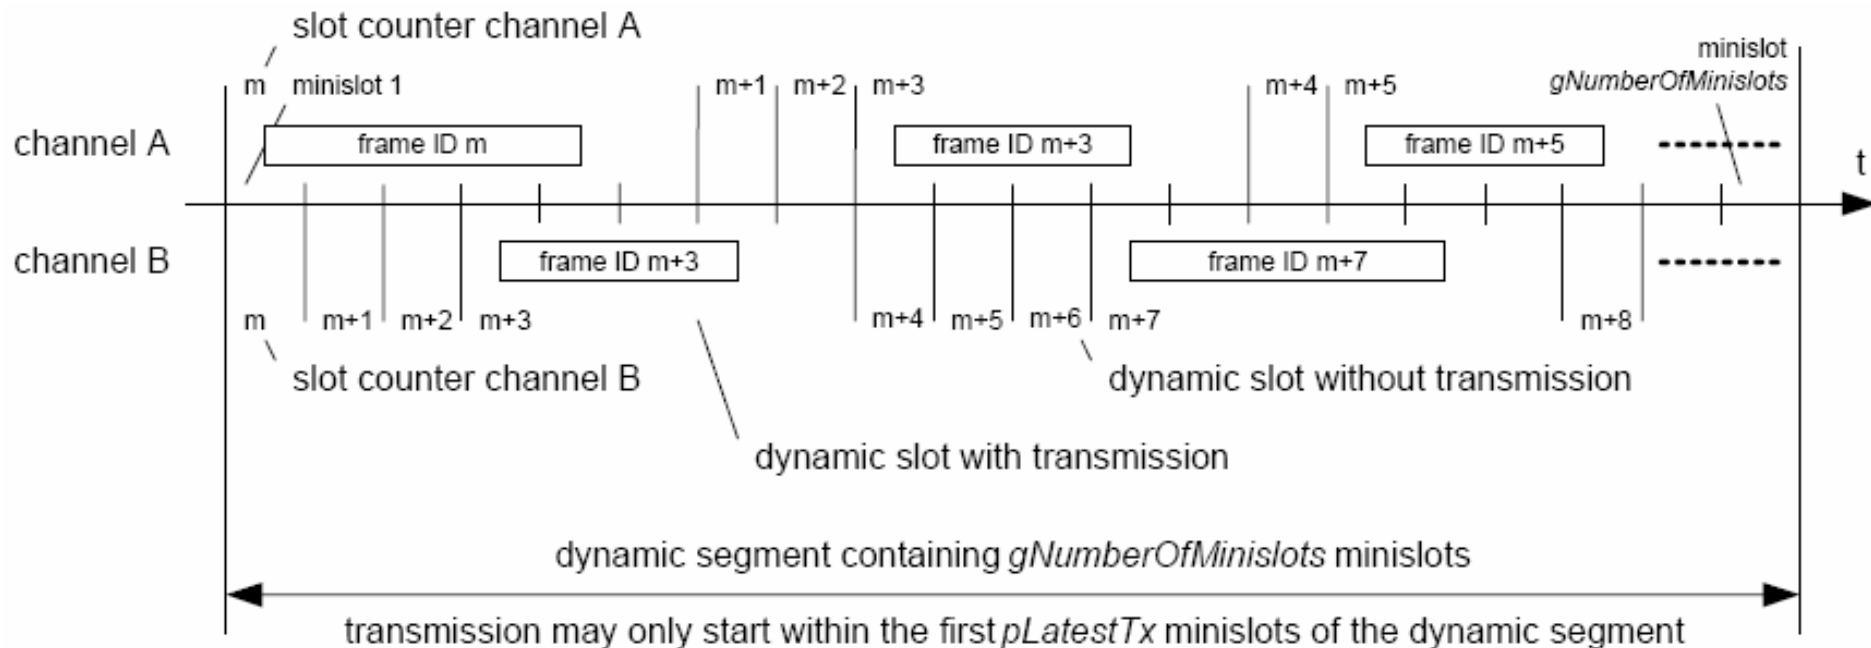 slot counter channel A
minislot
gNumberOfMinislots
m minislot 1 m+1 m+2 m+3 m+4 m+5
channel A
frame ID m frame ID m+3 frame ID m+5
t
channel B
frame ID m+3 frame ID m+7
m m+1 m+2 m+3 m+4 m+5 m+6 m+7 m+8
slot counter channel B
dynamic slot without transmission
dynamic slot with transmission
dynamic segment containing gNumberOfMinislots minislots
transmission may only start within the first pLatestTx minislots of the dynamic segment